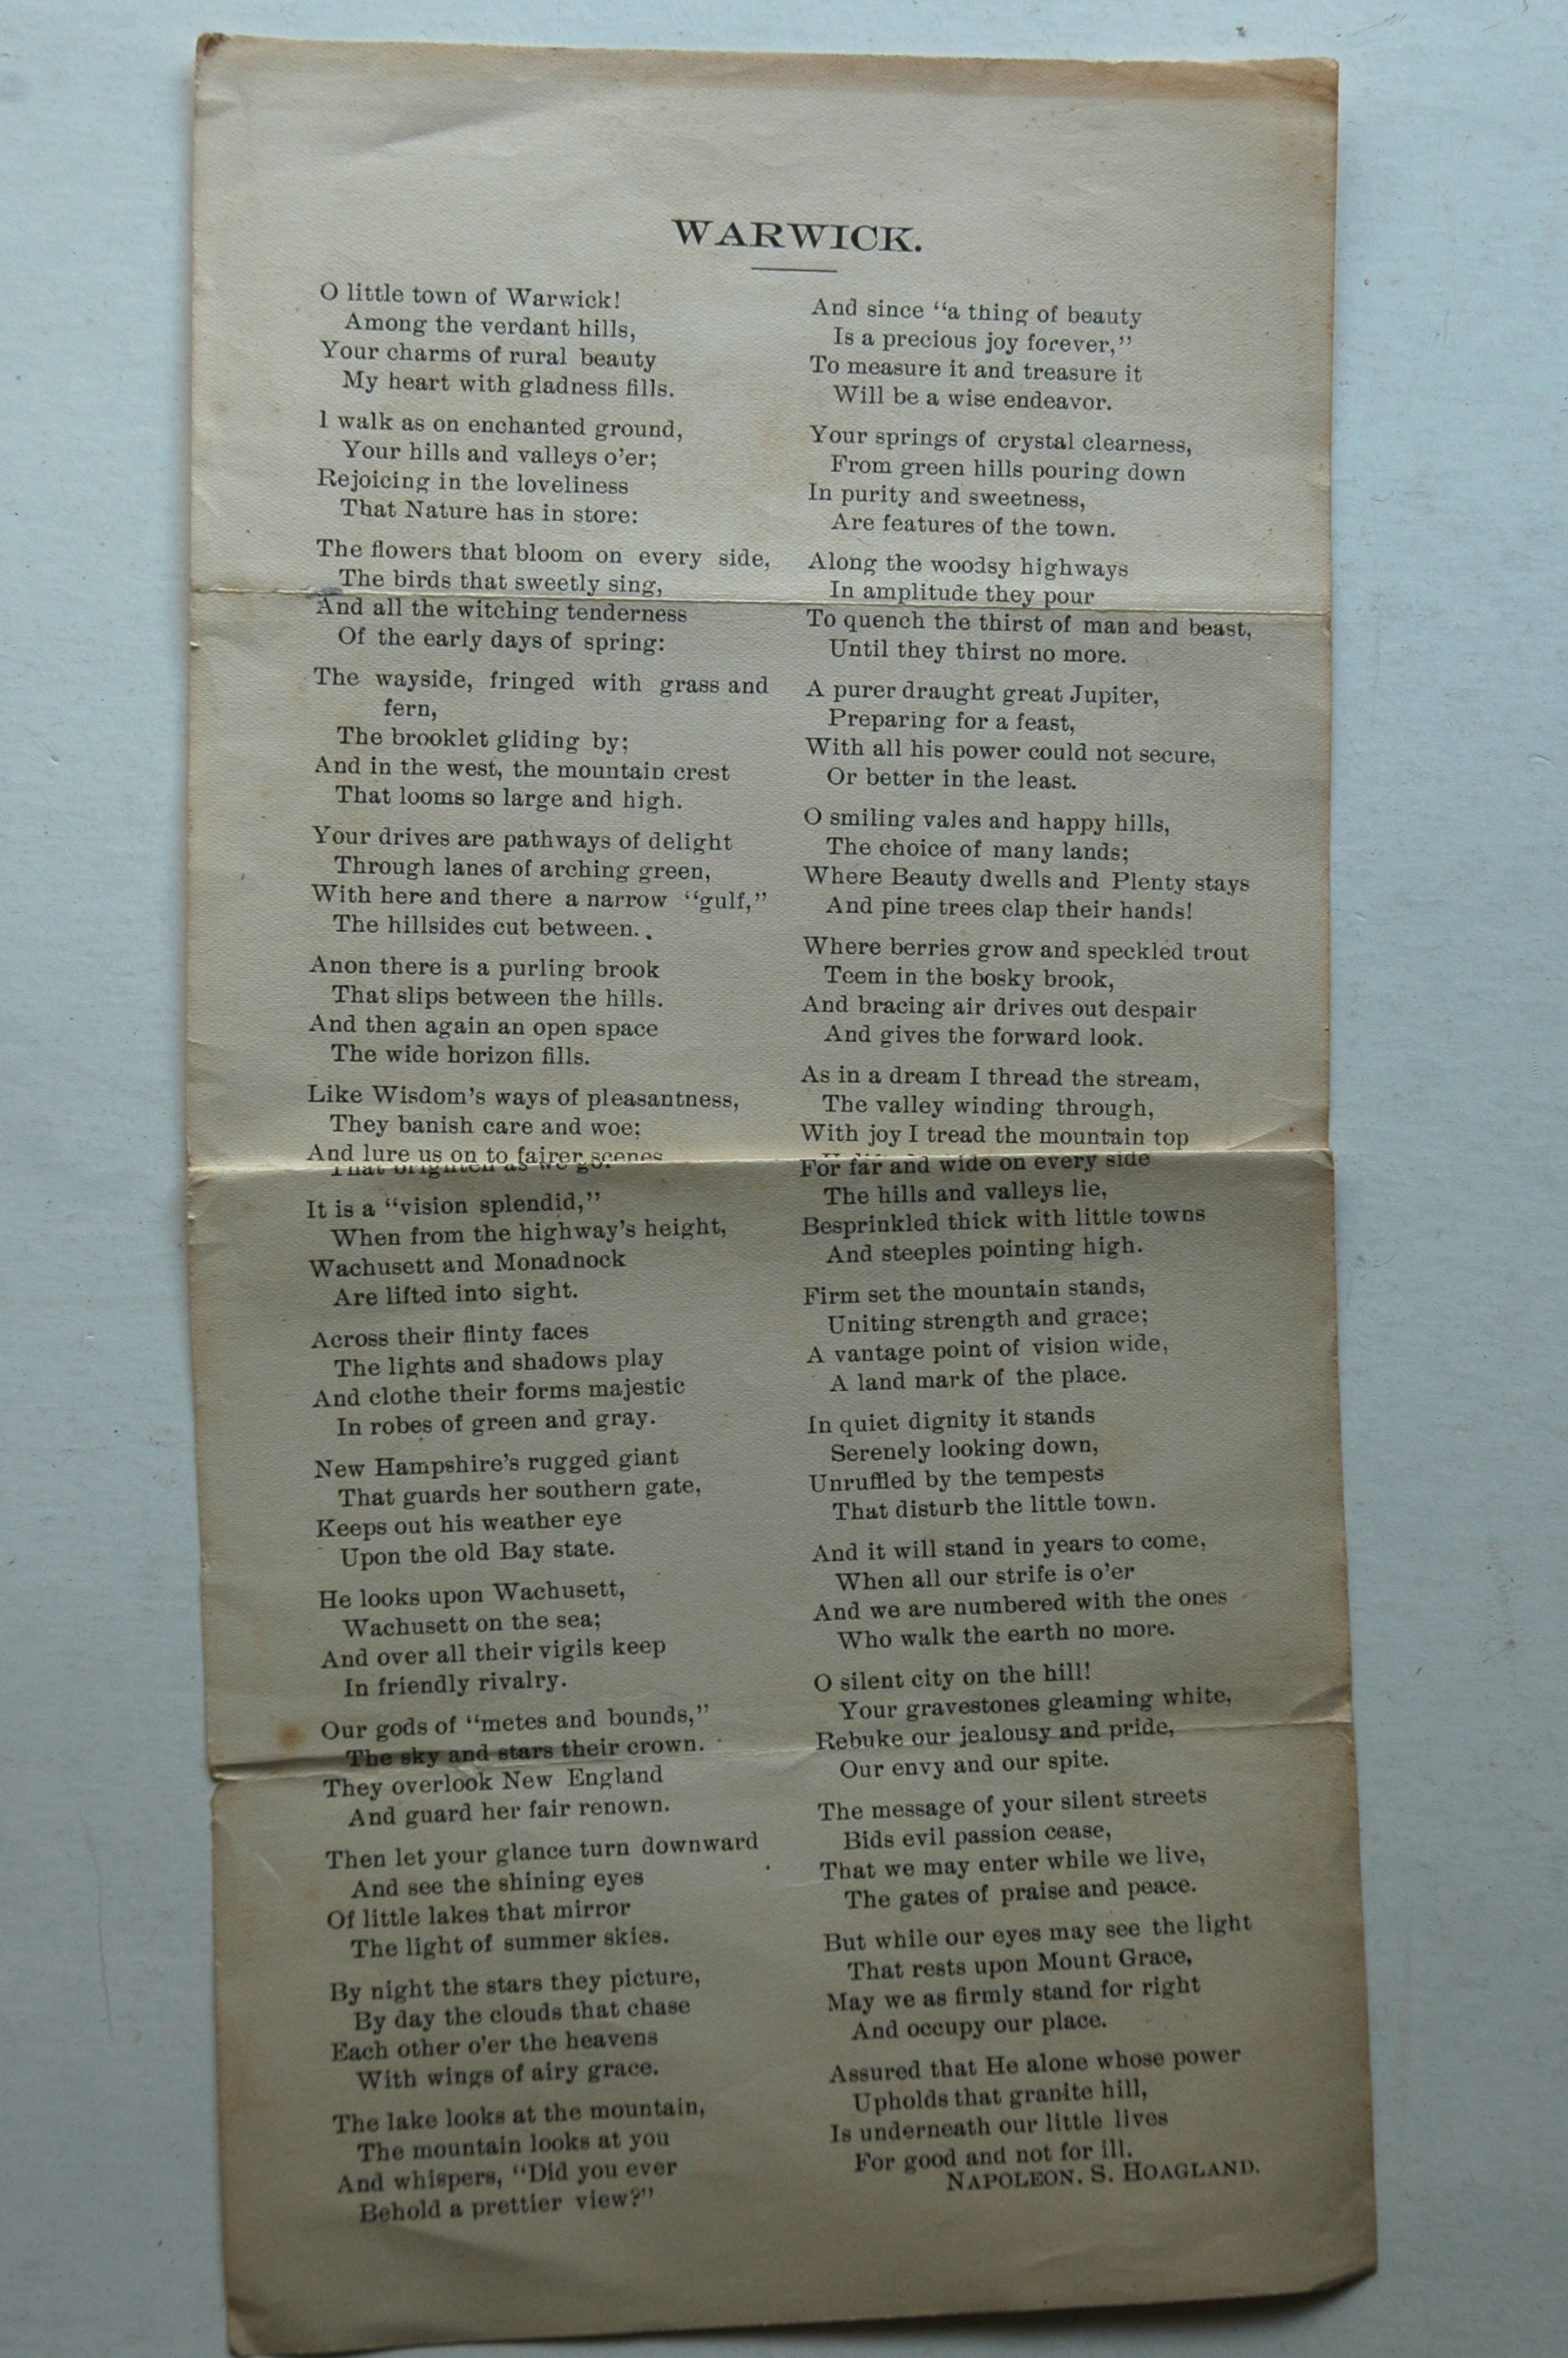 WARWICK.
O little town of Warwick!
Among the verdant hills,
Your charms of rural beauty
My heart with gladness fills.
I walk as on enchanted ground,
Your hills and valleys o'er;
Rejoicing in the loveliness
That Nature has in store:
The flowers that bloom on every side,
The birds that sweetly sing,
And all the witching tenderness
Of the early days of spring:
The wayside, fringed with grass and
fern,
The brooklet gliding by;
And in the west, the mountain crest
That looms so large and high.
Your drives are pathways of delight
Through lanes of arching green,
With here and there a narrow "gulf,"
The hillsides cut between. .
Anon there is a purling brook
That slips between the hills.
And then again an open space
The wide horizon fills.
Like Wisdom's ways of pleasantness,
They banish care and woe;
And lure us on to fairer scenes
That brighten as we go.
It is a "vision splendid,"
When from the highway's height,
Wachusett and Monadnock
Are lifted into sight.
Across their flinty faces
The lights and shadows play
And clothe their forms majestic
In robes of green and gray.
New Hampshire's rugged giant
That guards her southern gate,
Keeps out his weather eye
Upon the old Bay state.
He looks upon Wachusett,
Wachusett on the sea;
And over all their vigils keep
In friendly rivalry.
Our gods of "metes and bounds,"
The sky and stars their crown.
They overlook New England
And guard her fair renown.
Then let your glance turn downward
And see the shining eyes
Of little lakes that mirror
The light of summer skies.
By night the stars they picture,
By day the clouds that chase
Each other o'er the heavens
With wings of airy grace.
The lake looks at the mountain,
The mountain looks at you
And whispers, "Did you ever
Behold a prettier view?"
And since "a thing of beauty
Is a precious joy forever,"
To measure it and treasure it
Will be a wise endeavor.
Your springs of crystal clearness,
From green hills pouring down
In purity and sweetness,
Are features of the town.
Along the woodsy highways
In amplitude they pour
To quench the thirst of man and beast,
Until they thirst no more.
A purer draught great Jupiter,
Preparing for a feast,
With all his power could not secure,
Or better in the least.
O smiling vales and happy hills,
The choice of many lands;
Where Beauty dwells and Plenty stays
And pine trees clap their hands!
Where berries grow and speckled trout
Teem in the bosky brook,
And bracing air drives out despair
And gives the forward look.
As in a dream I thread the stream,
The valley winding through,
With joy I tread the mountain top
For far and wide on every side
The hills and valleys lie,
Besprinkled thick with little towns
And steeples pointing high.
Firm set the mountain stands,
Uniting strength and grace;
A vantage point of vision wide,
A land mark of the place.
In quiet dignity it stands
Serenely looking down,
Unruffled by the tempests
That disturb the little town.
And it will stand in years to come,
When all our strife is o'er
And we are numbered with the ones
Who walk the earth no more.
O silent city on the hill!
Your gravestones gleaming white,
Rebuke our jealousy and pride,
Our envy and our spite.
The message of your silent streets
Bids evil passion cease,
That we may enter while we live,
The gates of praise and peace.
But while our eyes may see the light
That rests upon Mount Grace,
May we as firmly stand for right
And occupy our place.
Assured that He alone whose power
Upholds that granite hill,
Is underneath our little lives
For good and not for ill.
NAPOLEON. S. HOAGLAND.